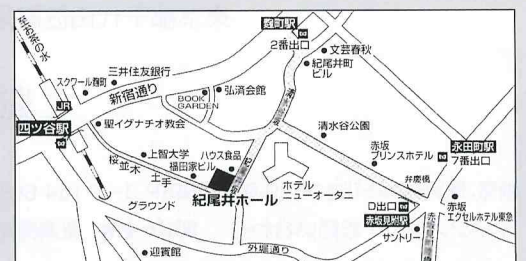 至お茶の水
麹町駅
2番出口
文芸春秋
紀尾井町
ビル
三井住友銀行
スクワール麹町
新宿通り
BOOK
GARDEN
弘済会館
JR
四ツ谷駅
聖イグナチオ教会
清水谷公園
上智大学
ハウス食品
福田家ビル
桜並木
土手
グラウンド
紀尾井ホール
ホテル
ニューオータニ
赤坂
プリンスホテル
永田町駅
7番出口
弁慶橋
D出口
赤坂見附駅
赤坂
エクセルホテル東急
サントリー
外堀通り
迎賓館